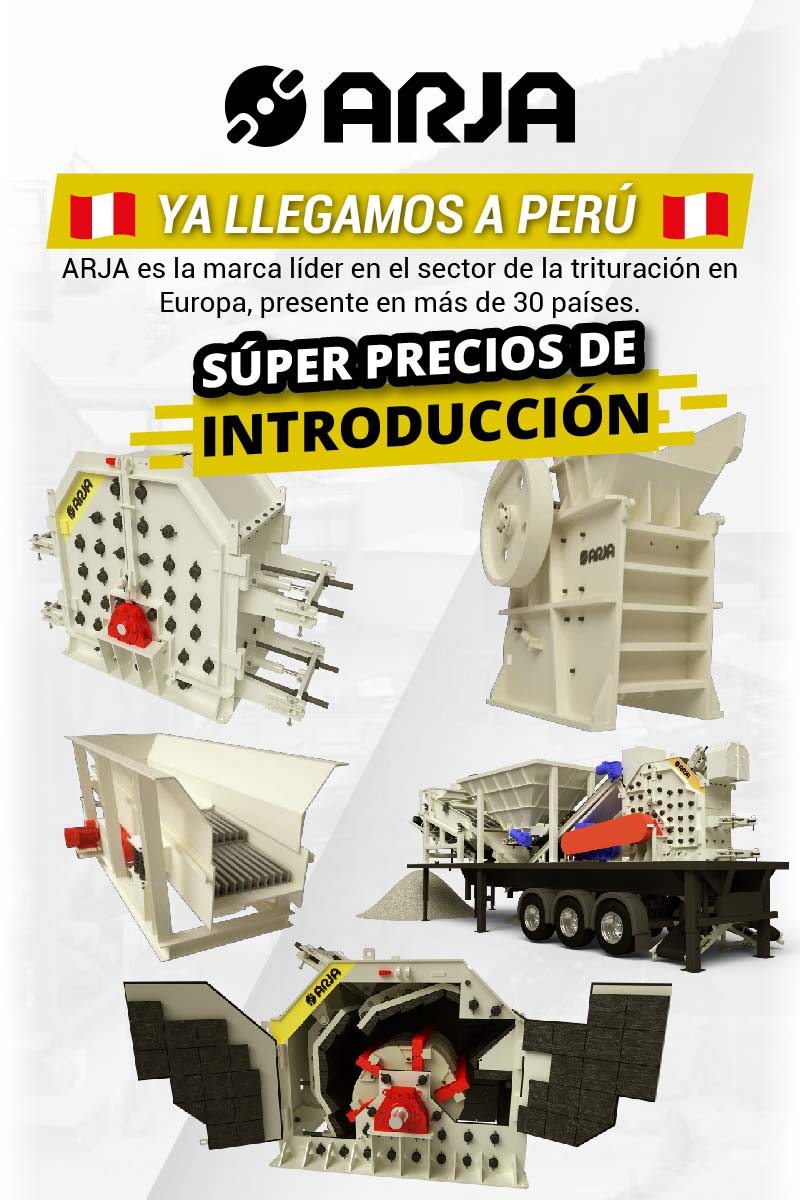 ARJA
YA LLEGAMOS A PERÚ
ARJA es la marca líder en el sector de la trituración en
Europa, presente en más de 30 países.
SÚPER PRECIOS DE
INTRODUCCIÓN
ARJA
ARJA
ARJA
ARJA